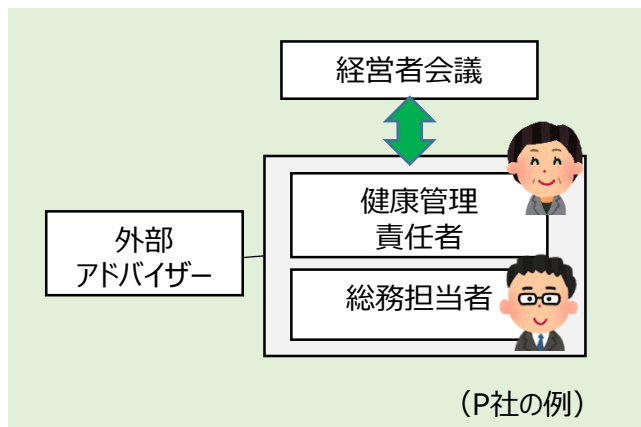 経営者会議
健康管理
責任者
外部
アドバイザー
総務担当者
（P社の例）